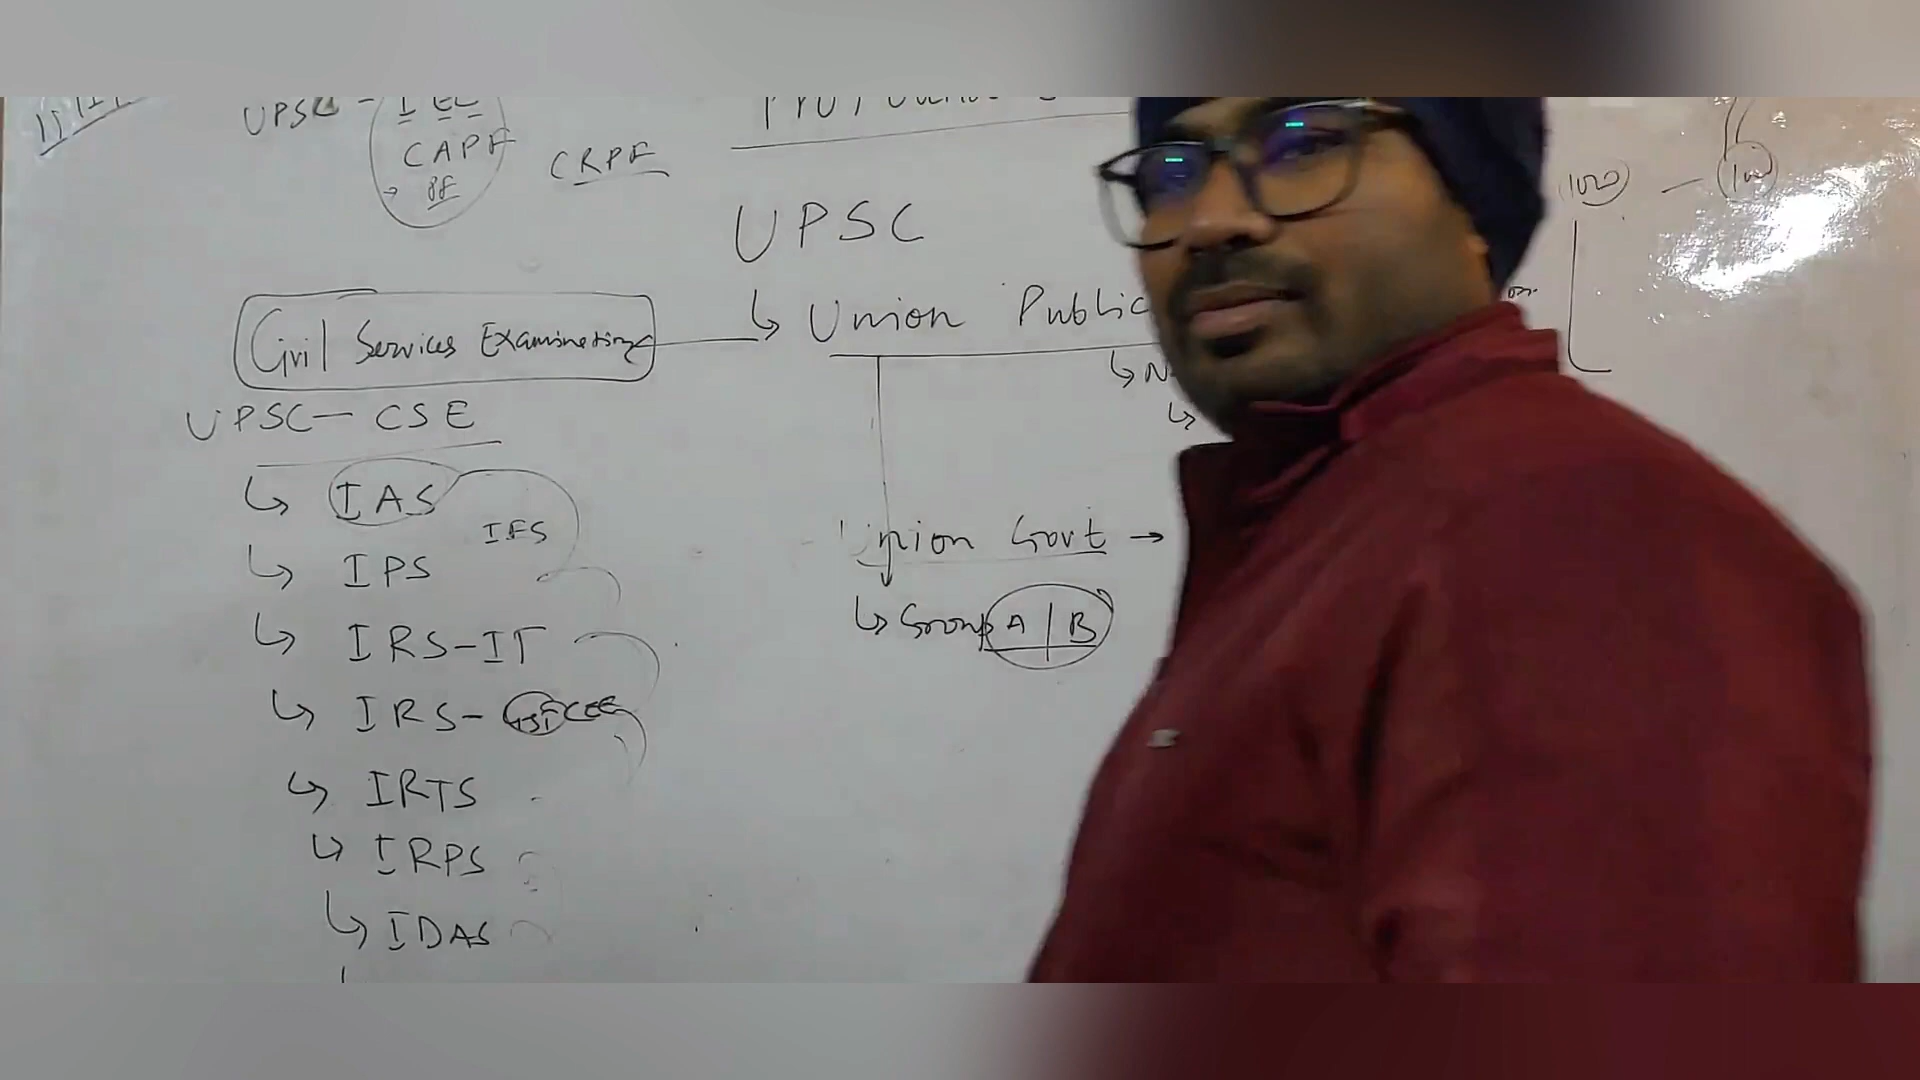 UPSC - IES
CAPF
CRPF
UPSC
Civil Services Examination
Union Public
UPSC - CSE
IAS
IFS
IPS
Union Govt →
Group A | B
IRS-IT
IRS-
IRTS
IRPS
IDAS